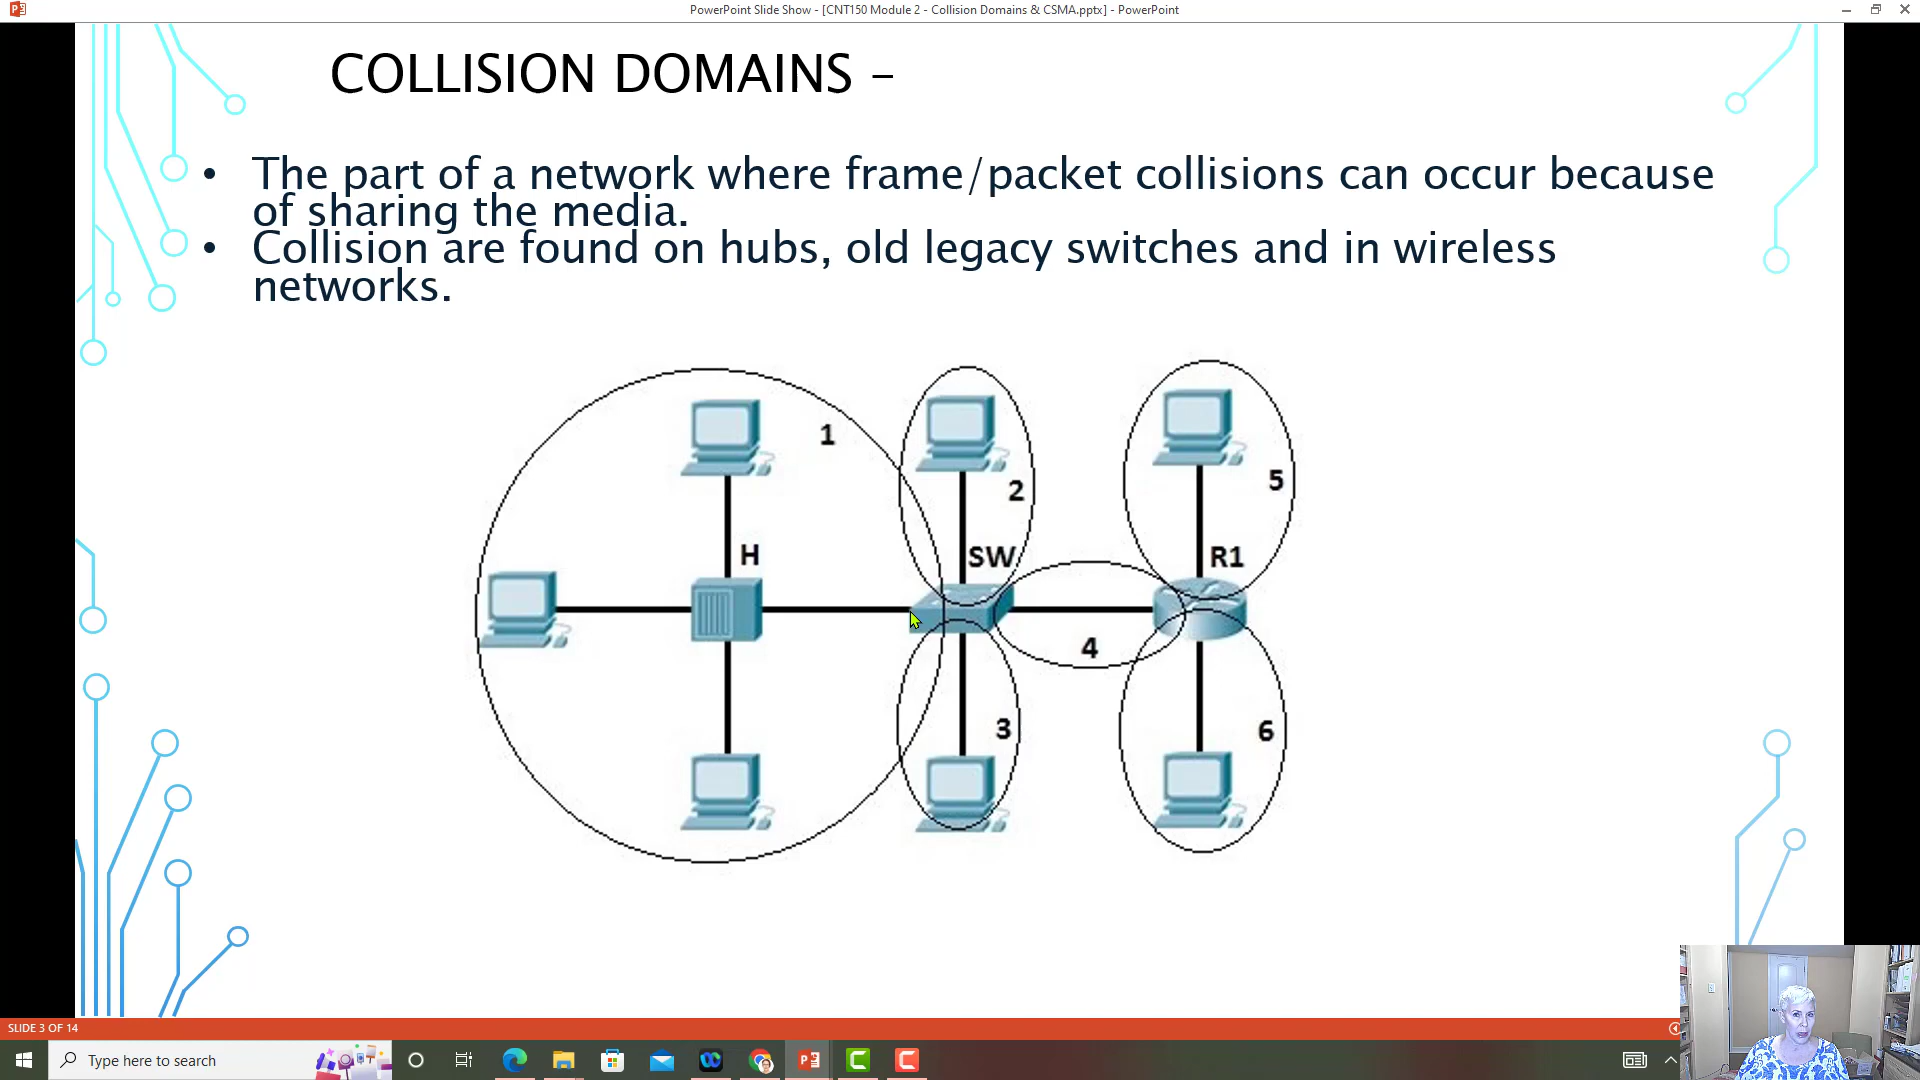 PowerPoint Slide Show - [CNT150 Module 2 - Collision Domains & CSMA.pptx] - PowerPoint
COLLISION DOMAINS –
• The part of a network where frame/packet collisions can occur because
of sharing the media.
• Collision are found on hubs, old legacy switches and in wireless
networks.
1
2
5
H
SW
R1
4
3
6
SLIDE 3 OF 14
Type here to search